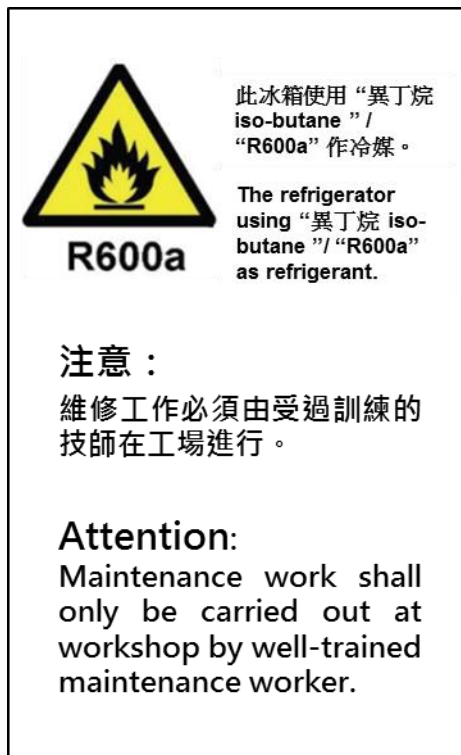 R600a
此冰箱使用 “異丁烷
iso-butane ” /
“R600a” 作冷媒。
The refrigerator
using “異丁烷 iso-
butane ”/ “R600a”
as refrigerant.
注意：
維修工作必須由受過訓練的
技師在工場進行。
Attention:
Maintenance work shall
only be carried out at
workshop by well-trained
maintenance worker.